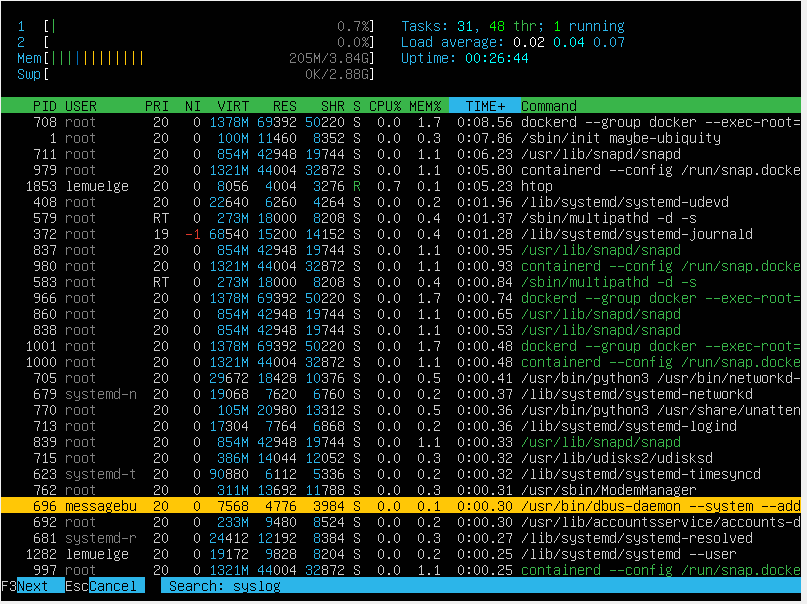 1 [| 0.7%] Tasks: 31, 48 thr; 1 running
2 [ 0.0%] Load average: 0.02 0.04 0.07
Mem[|||||||||||| 205M/3.84G] Uptime: 00:26:44
Swp[ 0K/2.88G]
PID USER PRI NI VIRT RES SHR S CPU% MEM% TIME+ Command
708 root 20 0 1378M 69392 50220 S 0.0 1.7 0:08.56 dockerd --group docker --exec-root=
1 root 20 0 100M 11460 8352 S 0.0 0.3 0:07.86 /sbin/init maybe-ubiquity
711 root 20 0 854M 42948 19744 S 0.0 1.1 0:06.23 /usr/lib/snapd/snapd
979 root 20 0 1321M 44004 32872 S 0.0 1.1 0:05.80 containerd --config /run/snap.docke
1853 lemuelge 20 0 8056 4004 3276 R 0.7 0.1 0:05.23 htop
408 root 20 0 22640 6260 4264 S 0.0 0.2 0:01.96 /lib/systemd/systemd-udevd
579 root RT 0 273M 18000 8208 S 0.0 0.4 0:01.37 /sbin/multipathd -d -s
372 root 19 -1 68540 15200 14152 S 0.0 0.4 0:01.28 /lib/systemd/systemd-journald
837 root 20 0 854M 42948 19744 S 0.0 1.1 0:00.95 /usr/lib/snapd/snapd
980 root 20 0 1321M 44004 32872 S 0.0 1.1 0:00.93 containerd --config /run/snap.docke
583 root RT 0 273M 18000 8208 S 0.0 0.4 0:00.84 /sbin/multipathd -d -s
966 root 20 0 1378M 69392 50220 S 0.0 1.7 0:00.74 dockerd --group docker --exec-root=
860 root 20 0 854M 42948 19744 S 0.0 1.1 0:00.65 /usr/lib/snapd/snapd
838 root 20 0 854M 42948 19744 S 0.0 1.1 0:00.53 /usr/lib/snapd/snapd
1001 root 20 0 1378M 69392 50220 S 0.0 1.7 0:00.48 dockerd --group docker --exec-root=
1000 root 20 0 1321M 44004 32872 S 0.0 1.1 0:00.48 containerd --config /run/snap.docke
705 root 20 0 29672 18428 10376 S 0.0 0.5 0:00.41 /usr/bin/python3 /usr/bin/networkd-
679 systemd-n 20 0 19068 7620 6760 S 0.0 0.2 0:00.37 /lib/systemd/systemd-networkd
770 root 20 0 105M 20980 13312 S 0.0 0.5 0:00.36 /usr/bin/python3 /usr/share/unatten
713 root 20 0 17304 7764 6868 S 0.0 0.2 0:00.36 /lib/systemd/systemd-logind
839 root 20 0 854M 42948 19744 S 0.0 1.1 0:00.33 /usr/lib/snapd/snapd
715 root 20 0 386M 14044 12052 S 0.0 0.3 0:00.32 /usr/lib/udisks2/udisksd
623 systemd-t 20 0 90880 6112 5336 S 0.0 0.2 0:00.32 /lib/systemd/systemd-timesyncd
762 root 20 0 311M 13692 11788 S 0.0 0.3 0:00.31 /usr/sbin/ModemManager
696 messagebu 20 0 7568 4776 3984 S 0.0 0.1 0:00.30 /usr/bin/dbus-daemon --system --add
692 root 20 0 233M 9480 8524 S 0.0 0.2 0:00.30 /usr/lib/accountsservice/accounts-d
681 systemd-r 20 0 24412 12192 8384 S 0.0 0.3 0:00.27 /lib/systemd/systemd-resolved
1282 lemuelge 20 0 19172 9828 8204 S 0.0 0.2 0:00.25 /lib/systemd/systemd --user
997 root 20 0 1321M 44004 32872 S 0.0 1.1 0:00.25 containerd --config /run/snap.docke
F3Next EscCancel Search: syslog